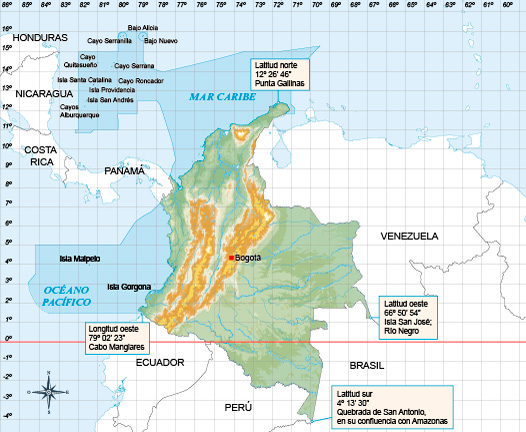 86° 85° 84° 83° 82° 81° 80° 79° 78° 77° 76° 75° 74° 73° 72° 71° 70° 69° 68° 67° 66° 65° 64° 63° 62° 61° 60°
16°
15°
14°
13°
12°
11°
10°
9°
8°
7°
6°
5°
4°
3°
2°
1°
0°
-1°
-2°
-3°
-4°
HONDURAS
Bajo Alicia
Cayo Serranilla
Bajo Nuevo
Cayo
Quitasueño
Cayo Serrana
Isla Santa Catalina
Cayo Roncador
Isla Providencia
Isla San Andrés
Cayos
Alburquerque
NICARAGUA
MAR CARIBE
Latitud norte
12° 26' 46"
Punta Gallinas
COSTA
RICA
PANAMÁ
VENEZUELA
Isla Malpelo
Bogotá
Isla Gorgona
OCÉANO
PACÍFICO
Latitud oeste
66° 50' 54"
Isla San José;
Río Negro
Longitud oeste
79° 02' 23"
Cabo Manglares
ECUADOR
BRASIL
PERÚ
Latitud sur
4° 13' 30"
Quebrada de San Antonio,
en su confluencia con Amazonas
N